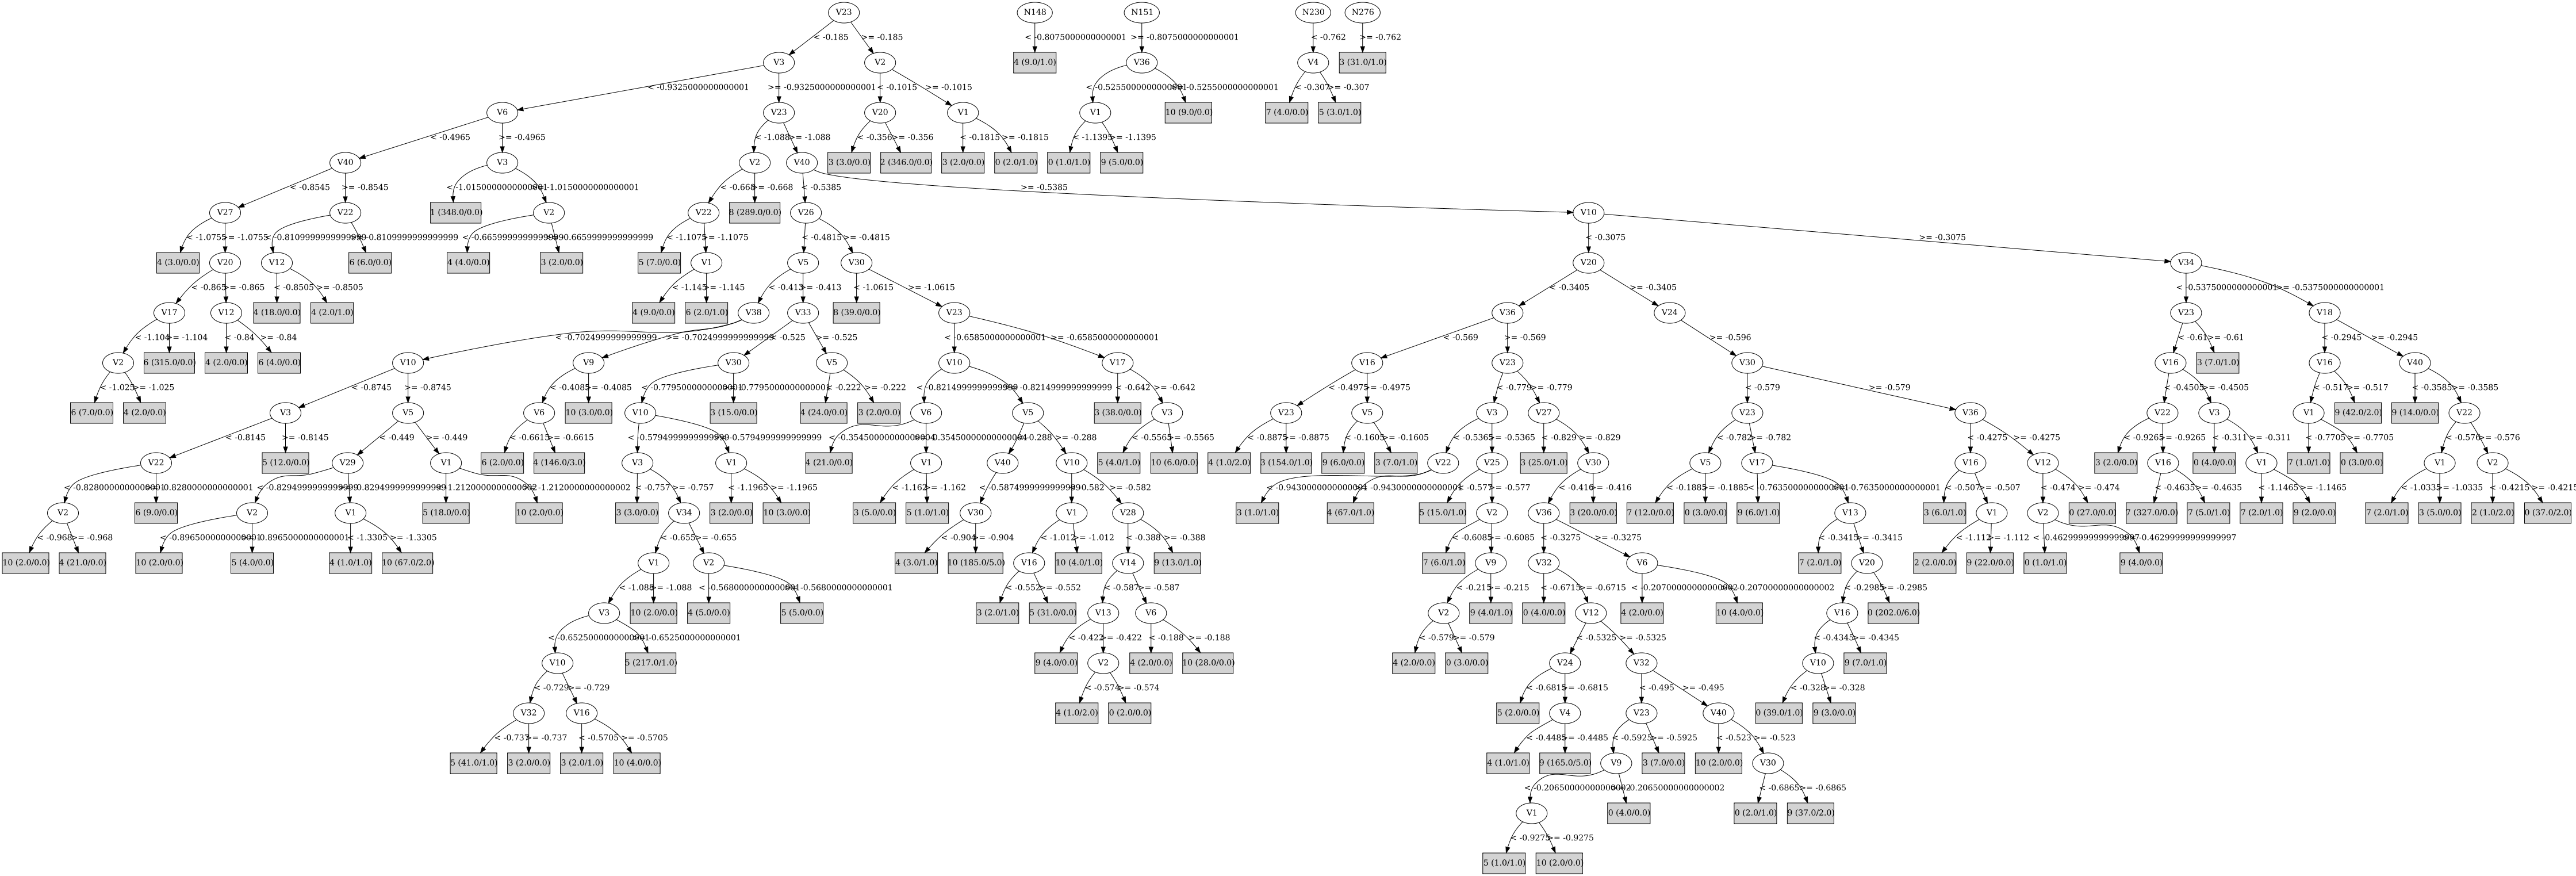 V23 N148 N151 N230 N276
< -0.185 >= -0.185 < -0.8075000000000001 >= -0.8075000000000001 < -0.762 >= -0.762
V3 V2 4 (9.0/1.0) V36 V4 3 (31.0/1.0)
< -0.9325000000000001 >= -0.9325000000000001 < -0.1015 >= -0.1015 < -0.5255000000000001 >= -0.5255000000000001 < -0.307 >= -0.307
V6 V23 V20 V1 V1 10 (9.0/0.0) 7 (4.0/0.0) 5 (3.0/1.0)
< -0.4965 >= -0.4965 < -1.088 >= -1.088 < -0.356 >= -0.356 < -0.1815 >= -0.1815 < -1.1395 >= -1.1395
V40 V3 V2 V40 3 (3.0/0.0) 2 (346.0/0.0) 3 (2.0/0.0) 0 (2.0/1.0) 0 (1.0/1.0) 9 (5.0/0.0)
< -0.8545 >= -0.8545 < -1.0150000000000001 >= -1.0150000000000001 < -0.668 >= -0.668 < -0.5385 >= -0.5385
V27 V22 1 (348.0/0.0) V2 V22 8 (289.0/0.0) V26 V10
< -1.0755 >= -1.0755 < -0.8109999999999999 >= -0.8109999999999999 < -0.6659999999999999 >= -0.6659999999999999 < -1.1075 >= -1.1075 < -0.4815 >= -0.4815 < -0.3075 >= -0.3075
4 (3.0/0.0) V20 V12 6 (6.0/0.0) 4 (4.0/0.0) 3 (2.0/0.0) 5 (7.0/0.0) V1 V5 V30 V20 V34
< -0.865 >= -0.865 < -0.8505 >= -0.8505 < -1.145 >= -1.145 < -0.413 >= -0.413 < -1.0615 >= -1.0615 < -0.3405 >= -0.3405 < -0.5375000000000001 >= -0.5375000000000001
V17 V12 4 (18.0/0.0) 4 (2.0/1.0) 4 (9.0/0.0) 6 (2.0/1.0) V38 V33 8 (39.0/0.0) V23 V36 V24 V23 V18
< -1.104 >= -1.104 < -0.84 >= -0.84 < -0.7024999999999999 >= -0.7024999999999999 < -0.525 >= -0.525 < -0.6585000000000001 >= -0.6585000000000001 < -0.569 >= -0.569 >= -0.596 < -0.61 >= -0.61 < -0.2945 >= -0.2945
V2 6 (315.0/0.0) 4 (2.0/0.0) 6 (4.0/0.0) V10 V9 V30 V5 V10 V17 V16 V23 V30 V16 3 (7.0/1.0) V16 V40
< -1.025 >= -1.025 < -0.8745 >= -0.8745 < -0.4085 >= -0.4085 < -0.7795000000000001 >= -0.7795000000000001 < -0.222 >= -0.222 < -0.8214999999999999 >= -0.8214999999999999 < -0.642 >= -0.642 < -0.4975 >= -0.4975 < -0.779 >= -0.779 < -0.579 >= -0.579 < -0.4505 >= -0.4505 < -0.517 >= -0.517 < -0.3585 >= -0.3585
6 (7.0/0.0) 4 (2.0/0.0) V3 V5 V6 10 (3.0/0.0) V10 3 (15.0/0.0) 4 (24.0/0.0) 3 (2.0/0.0) V6 V5 3 (38.0/0.0) V3 V23 V5 V3 V27 V23 V36 V22 V3 V1 9 (42.0/2.0) 9 (14.0/0.0) V22
< -0.8145 >= -0.8145 < -0.449 >= -0.449 < -0.6615 >= -0.6615 < -0.5794999999999999 >= -0.5794999999999999 < -0.35450000000000004 >= -0.35450000000000004 < -0.288 >= -0.288 < -0.5565 >= -0.5565 < -0.8875 >= -0.8875 < -0.1605 >= -0.1605 < -0.5365 >= -0.5365 < -0.829 >= -0.829 < -0.782 >= -0.782 < -0.4275 >= -0.4275 < -0.9265 >= -0.9265 < -0.311 >= -0.311 < -0.7705 >= -0.7705 < -0.576 >= -0.576
V22 5 (12.0/0.0) V29 V1 6 (2.0/0.0) 4 (146.0/3.0) V3 V1 4 (21.0/0.0) V1 V40 V10 5 (4.0/1.0) 10 (6.0/0.0) 4 (1.0/2.0) 3 (154.0/1.0) 9 (6.0/0.0) 3 (7.0/1.0) V22 V25 3 (25.0/1.0) V30 V5 V17 V16 V12 3 (2.0/0.0) V16 0 (4.0/0.0) V1 7 (1.0/1.0) 0 (3.0/0.0) V1 V2
< -0.8280000000000001 >= -0.8280000000000001 < -0.8294999999999999 >= -0.8294999999999999 < -1.2120000000000002 >= -1.2120000000000002 < -0.757 >= -0.757 < -1.1965 >= -1.1965 < -1.162 >= -1.162 < -0.5874999999999999 >= -0.5874999999999999 < -0.582 >= -0.582 < -0.9430000000000001 >= -0.9430000000000001 < -0.577 >= -0.577 < -0.416 >= -0.416 < -0.1885 >= -0.1885 < -0.7635000000000001 >= -0.7635000000000001 < -0.507 >= -0.507 < -0.474 >= -0.474 < -0.4635 >= -0.4635 < -1.1465 >= -1.1465 < -1.0335 >= -1.0335 < -0.4215 >= -0.4215
V2 6 (9.0/0.0) V2 V1 5 (18.0/0.0) 10 (2.0/0.0) 3 (3.0/0.0) V34 3 (2.0/0.0) 10 (3.0/0.0) 3 (5.0/0.0) 5 (1.0/1.0) V30 V1 V28 3 (1.0/1.0) 4 (67.0/1.0) 5 (15.0/1.0) V2 V36 3 (20.0/0.0) 7 (12.0/0.0) 0 (3.0/0.0) 9 (6.0/1.0) V13 3 (6.0/1.0) V1 V2 0 (27.0/0.0) 7 (327.0/0.0) 7 (5.0/1.0) 7 (2.0/1.0) 9 (2.0/0.0) 7 (2.0/1.0) 3 (5.0/0.0) 2 (1.0/2.0) 0 (37.0/2.0)
< -0.968 >= -0.968 < -0.8965000000000001 >= -0.8965000000000001 < -1.3305 >= -1.3305 < -0.655 >= -0.655 < -0.904 >= -0.904 < -1.012 >= -1.012 < -0.388 >= -0.388 < -0.6085 >= -0.6085 < -0.3275 >= -0.3275 < -0.3415 >= -0.3415 < -1.112 >= -1.112 < -0.46299999999999997 >= -0.46299999999999997
10 (2.0/0.0) 4 (21.0/0.0) 10 (2.0/0.0) 5 (4.0/0.0) 4 (1.0/1.0) 10 (67.0/2.0) V1 V2 4 (3.0/1.0) 10 (185.0/5.0) V16 10 (4.0/1.0) V14 9 (13.0/1.0) 7 (6.0/1.0) V9 V32 V6 7 (2.0/1.0) V20 2 (2.0/0.0) 9 (22.0/0.0) 0 (1.0/1.0) 9 (4.0/0.0)
< -1.088 >= -1.088 < -0.5680000000000001 >= -0.5680000000000001 < -0.552 >= -0.552 < -0.587 >= -0.587 < -0.215 >= -0.215 < -0.6715 >= -0.6715 < -0.20700000000000002 >= -0.20700000000000002 < -0.2985 >= -0.2985
V3 10 (2.0/0.0) 4 (5.0/0.0) 5 (5.0/0.0) 3 (2.0/1.0) 5 (31.0/0.0) V13 V6 V2 9 (4.0/1.0) 0 (4.0/0.0) V12 4 (2.0/0.0) 10 (4.0/0.0) V16 0 (202.0/6.0)
< -0.6525000000000001 >= -0.6525000000000001 < -0.422 >= -0.422 < -0.188 >= -0.188 < -0.579 >= -0.579 < -0.5325 >= -0.5325 < -0.4345 >= -0.4345
V10 5 (217.0/1.0) 9 (4.0/0.0) V2 4 (2.0/0.0) 10 (28.0/0.0) 4 (2.0/0.0) 0 (3.0/0.0) V24 V32 V10 9 (7.0/1.0)
< -0.729 >= -0.729 < -0.574 >= -0.574 < -0.6815 >= -0.6815 < -0.495 >= -0.495 < -0.328 >= -0.328
V32 V16 4 (1.0/2.0) 0 (2.0/0.0) 5 (2.0/0.0) V4 V23 V40 0 (39.0/1.0) 9 (3.0/0.0)
< -0.737 >= -0.737 < -0.5705 >= -0.5705 < -0.4485 >= -0.4485 < -0.5925 >= -0.5925 < -0.523 >= -0.523
5 (41.0/1.0) 3 (2.0/0.0) 3 (2.0/1.0) 10 (4.0/0.0) 4 (1.0/1.0) 9 (165.0/5.0) V9 3 (7.0/0.0) 10 (2.0/0.0) V30
< -0.20650000000000002 >= -0.20650000000000002 < -0.6865 >= -0.6865
V1 0 (4.0/0.0) 0 (2.0/1.0) 9 (37.0/2.0)
< -0.9275 >= -0.9275
5 (1.0/1.0) 10 (2.0/0.0)